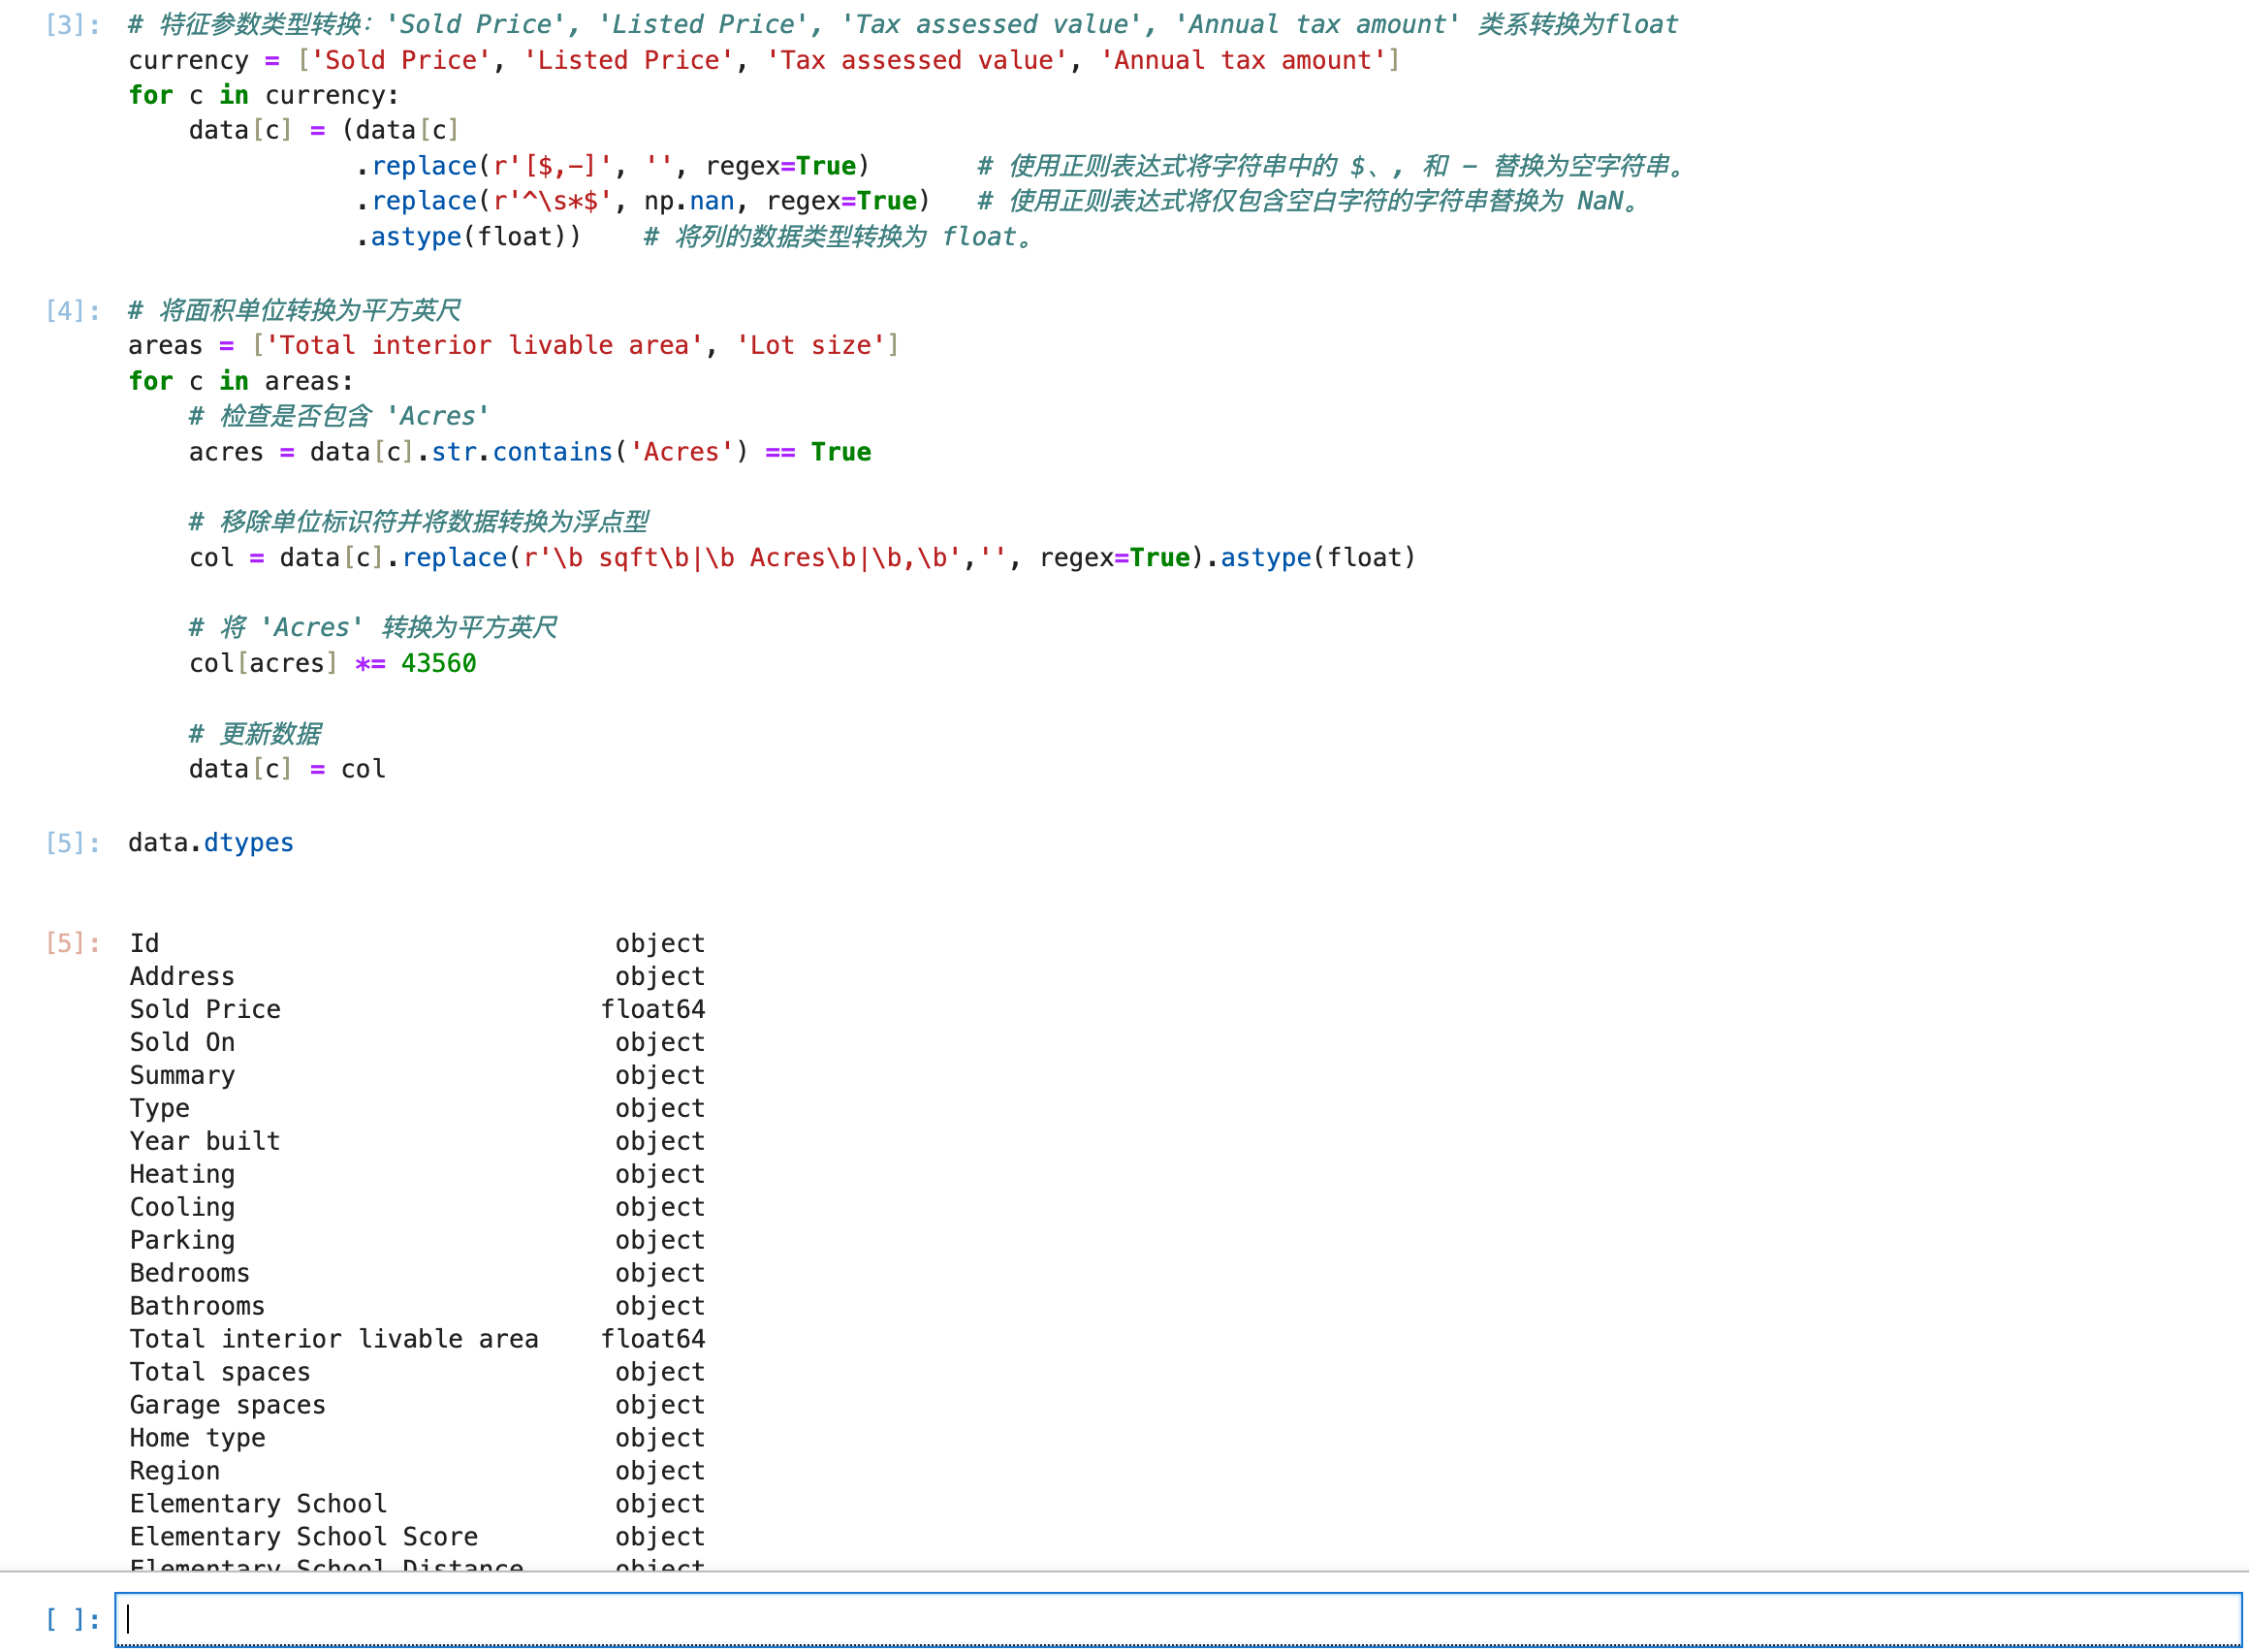 [3]: # 特征参数类型转换: 'Sold Price', 'Listed Price', 'Tax assessed value', 'Annual tax amount' 类系转换为float
currency = ['Sold Price', 'Listed Price', 'Tax assessed value', 'Annual tax amount']
for c in currency:
    data[c] = (data[c]
               .replace(r'[$,-]', '', regex=True)       # 使用正则表达式将字符串中的 $、, 和 - 替换为空字符串。
               .replace(r'^\s*$', np.nan, regex=True)   # 使用正则表达式将仅包含空白字符的字符串替换为 NaN。
               .astype(float))    # 将列的数据类型转换为 float。
[4]: # 将面积单位转换为平方英尺
areas = ['Total interior livable area', 'Lot size']
for c in areas:
    # 检查是否包含 'Acres'
    acres = data[c].str.contains('Acres') == True
    # 移除单位标识符并将数据转换为浮点型
    col = data[c].replace(r'\b sqft\b|\b Acres\b|\b,\b','', regex=True).astype(float)
    # 将 'Acres' 转换为平方英尺
    col[acres] *= 43560
    # 更新数据
    data[c] = col
[5]: data.dtypes
[5]: Id object
Address object
Sold Price float64
Sold On object
Summary object
Type object
Year built object
Heating object
Cooling object
Parking object
Bedrooms object
Bathrooms object
Total interior livable area float64
Total spaces object
Garage spaces object
Home type object
Region object
Elementary School object
Elementary School Score object
Elementary School Distance object
[ ]: